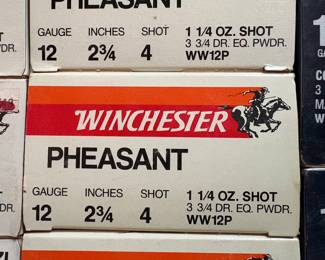 PHEASANT
GAUGE INCHES SHOT 1 1/4 OZ. SHOT
12 2¾ 4 3 3/4 DR. EQ. PWDR.
WW12P
WINCHESTER
PHEASANT
GAUGE INCHES SHOT 1 1/4 OZ. SHOT
12 2¾ 4 3 3/4 DR. EQ. PWDR.
WW12P
DR.